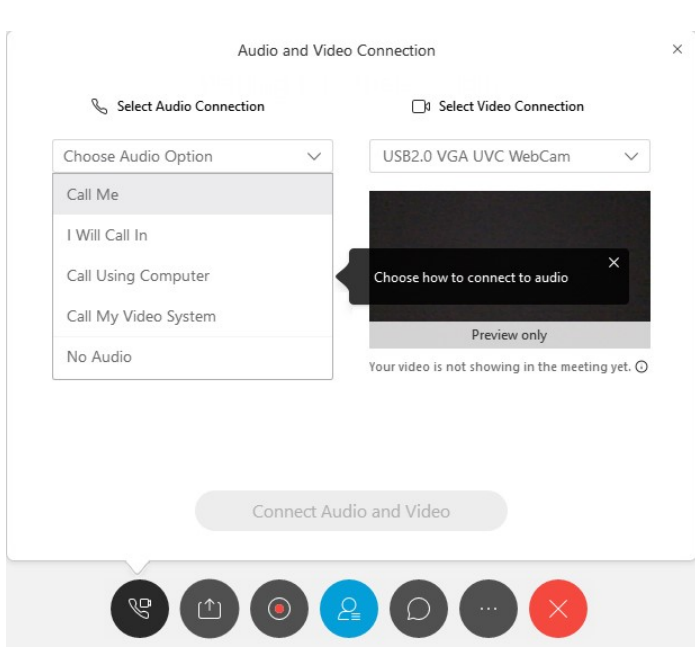 Audio and Video Connection
Select Audio Connection
Select Video Connection
Choose Audio Option
USB2.0 VGA UVC WebCam
Call Me
I Will Call In
Call Using Computer
Choose how to connect to audio
Call My Video System
Preview only
No Audio
Your video is not showing in the meeting yet.
Connect Audio and Video